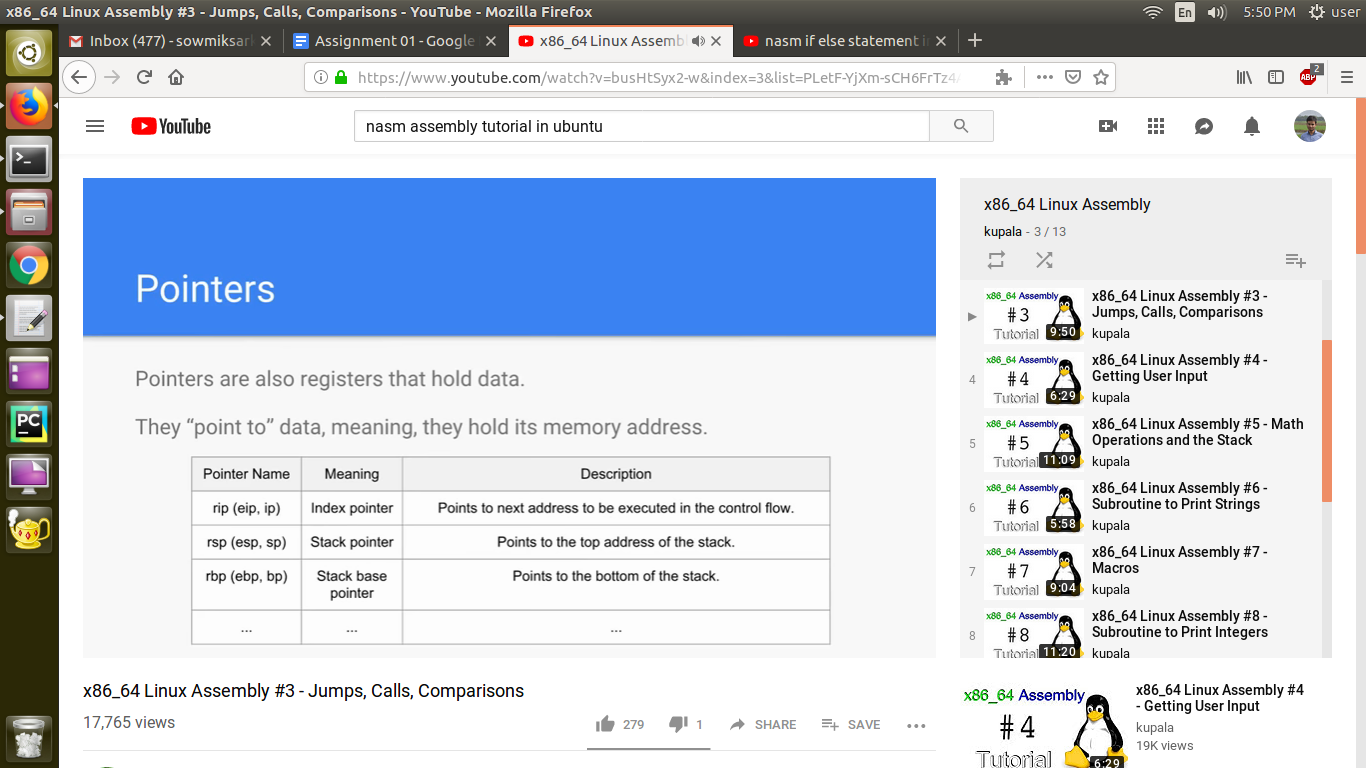 x86_64 Linux Assembly #3 - Jumps, Calls, Comparisons - YouTube - Mozilla Firefox
En
5:50 PM
user
Inbox (477) - sowmiksar
Assignment 01 - Google
x86_64 Linux Assemb
nasm if else statement i
https://www.youtube.com/watch?v=busHtSyx2-w&index=3&list=PLetF-YjXm-sCH6FrTz4
ABP
2
YouTube
nasm assembly tutorial in ubuntu
Pointers
Pointers are also registers that hold data.
They “point to” data, meaning, they hold its memory address.
Pointer Name Meaning Description
rip (eip, ip) Index pointer Points to next address to be executed in the control flow.
rsp (esp, sp) Stack pointer Points to the top address of the stack.
rbp (ebp, bp) Stack base pointer Points to the bottom of the stack.
... ... ...
x86_64 Linux Assembly #3 - Jumps, Calls, Comparisons
17,765 views
279
1
SHARE
SAVE
x86_64 Linux Assembly
kupala - 3 / 13
x86_64 Assembly
#3
Tutorial
9:50
x86_64 Linux Assembly #3 -
Jumps, Calls, Comparisons
kupala
4
x86_64 Assembly
#4
Tutorial
6:29
x86_64 Linux Assembly #4 -
Getting User Input
kupala
5
x86_64 Assembly
#5
Tutorial
11:09
x86_64 Linux Assembly #5 - Math
Operations and the Stack
kupala
6
x86_64 Assembly
#6
Tutorial
5:58
x86_64 Linux Assembly #6 -
Subroutine to Print Strings
kupala
7
x86_64 Assembly
#7
Tutorial
9:04
x86_64 Linux Assembly #7 -
Macros
kupala
8
x86_64 Assembly
#8
Tutorial
11:20
x86_64 Linux Assembly #8 -
Subroutine to Print Integers
kupala
x86_64 Assembly
#4
Tutorial
6:29
x86_64 Linux Assembly #4
- Getting User Input
kupala
19K views
PC